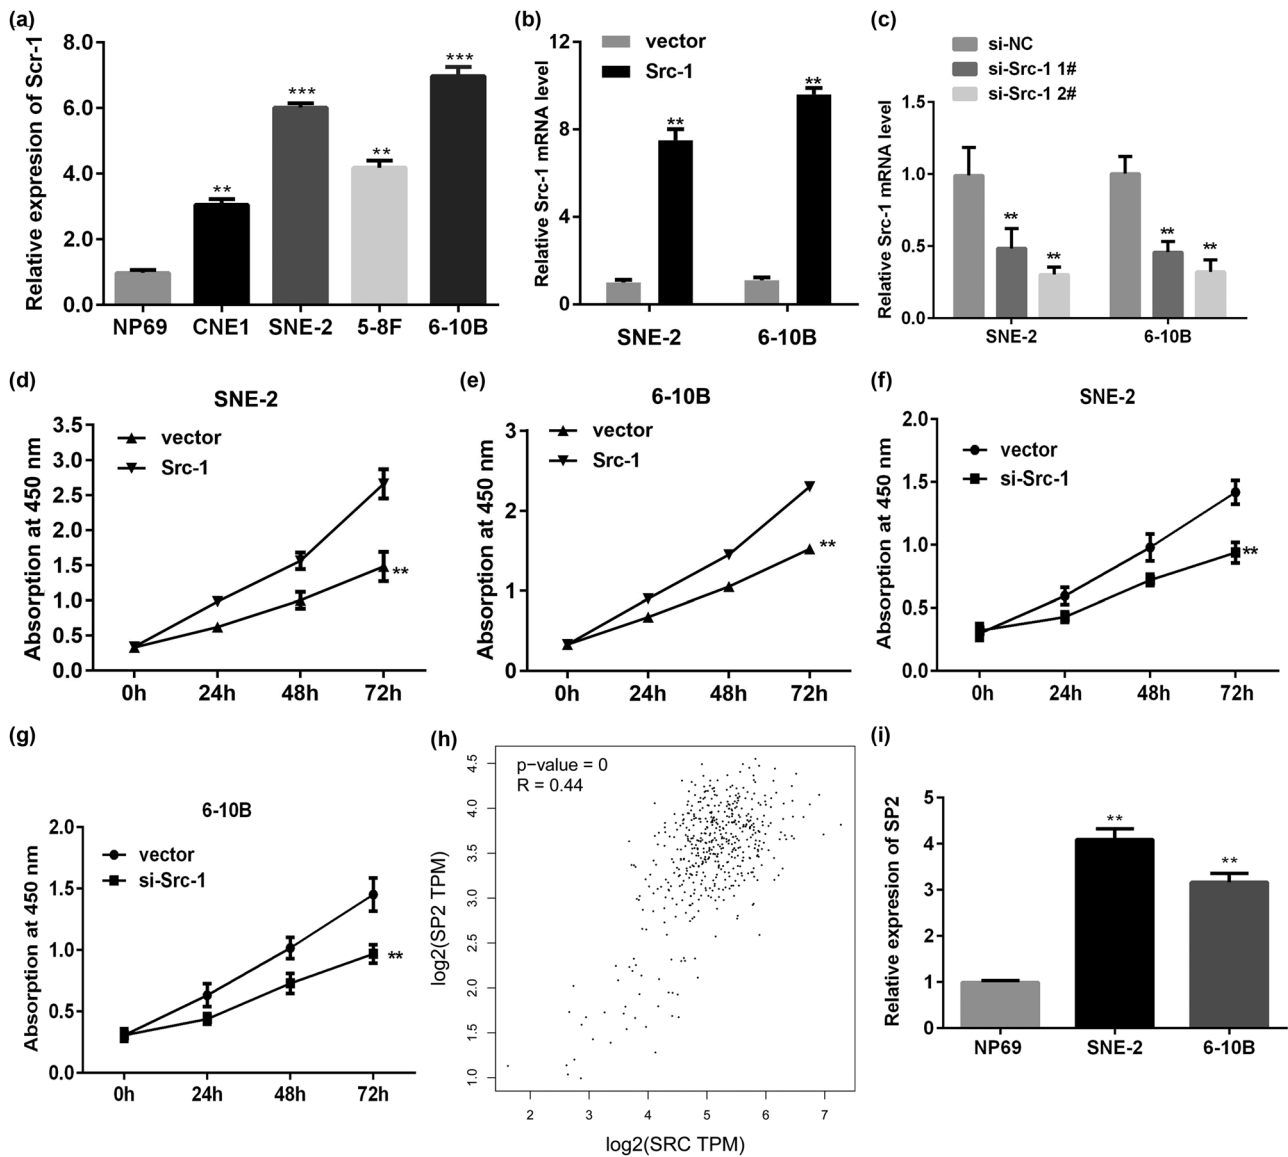 (a)
Relative expresion of Scr-1
8.0
6.0
4.0
2.0
0.0
**
***
**
***
NP69 CNE1 SNE-2 5-8F 6-10B
(b)
Relative Src-1 mRNA level
vector
Src-1
12
8
4
0
**
**
SNE-2 6-10B
(c)
Relative Src-1 mRNA level
si-NC
si-Src-1 1#
si-Src-1 2#
1.5
1.0
0.5
0.0
**
**
**
**
SNE-2 6-10B
(d)
SNE-2
Absorption at 450 nm
vector
Src-1
3.5
3.0
2.5
2.0
1.5
1.0
0.5
0.0
**
0h 24h 48h 72h
(e)
6-10B
Absorption at 450 nm
vector
Src-1
3
2
1
0
**
0h 24h 48h 72h
(f)
SNE-2
Absorption at 450 nm
vector
si-Src-1
2.0
1.5
1.0
0.5
0.0
**
0h 24h 48h 72h
(g)
6-10B
Absorption at 450 nm
vector
si-Src-1
2.0
1.5
1.0
0.5
0.0
**
0h 24h 48h 72h
(h)
p−value = 0
R = 0.44
log2(SP2 TPM)
4.5
4.0
3.5
3.0
2.5
2.0
1.5
1.0
2 3 4 5 6 7
log2(SRC TPM)
(i)
Relative expresion of SP2
5
4
3
2
1
0
**
**
NP69 SNE-2 6-10B